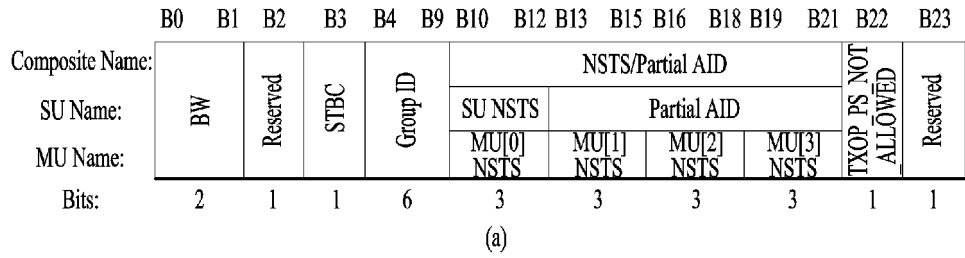 B0 B1 B2 B3 B4 B9 B10 B12 B13 B15 B16 B18 B19 B21 B22 B23
Composite Name: NSTS/Partial AID
SU Name: SU NSTS Partial AID
MU Name: MU[0] NSTS MU[1] NSTS MU[2] NSTS MU[3] NSTS
BW
Reserved
STBC
Group ID
TXOP_PS_NOT
_ALLOWED
Reserved
Bits: 2 1 1 6 3 3 3 3 1 1
(a)